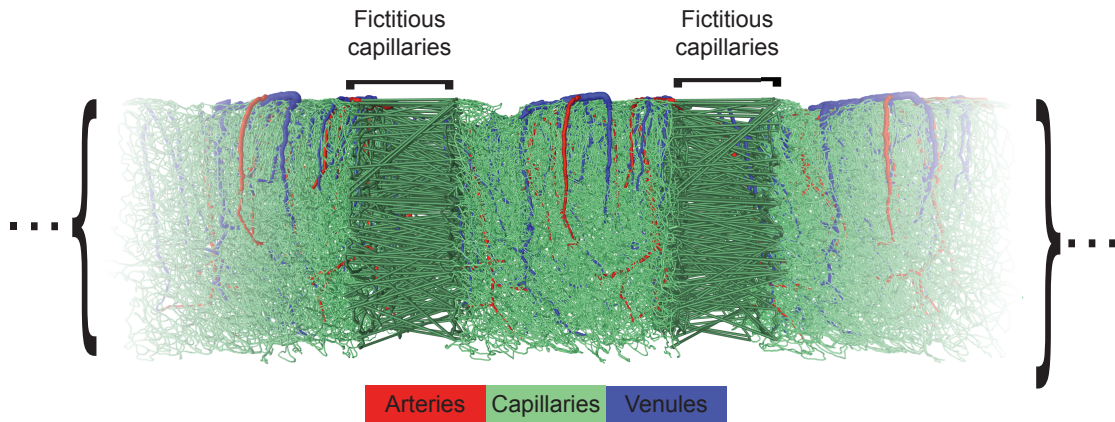 Fictitious
capillaries
Fictitious
capillaries
Arteries
Capillaries
Venules